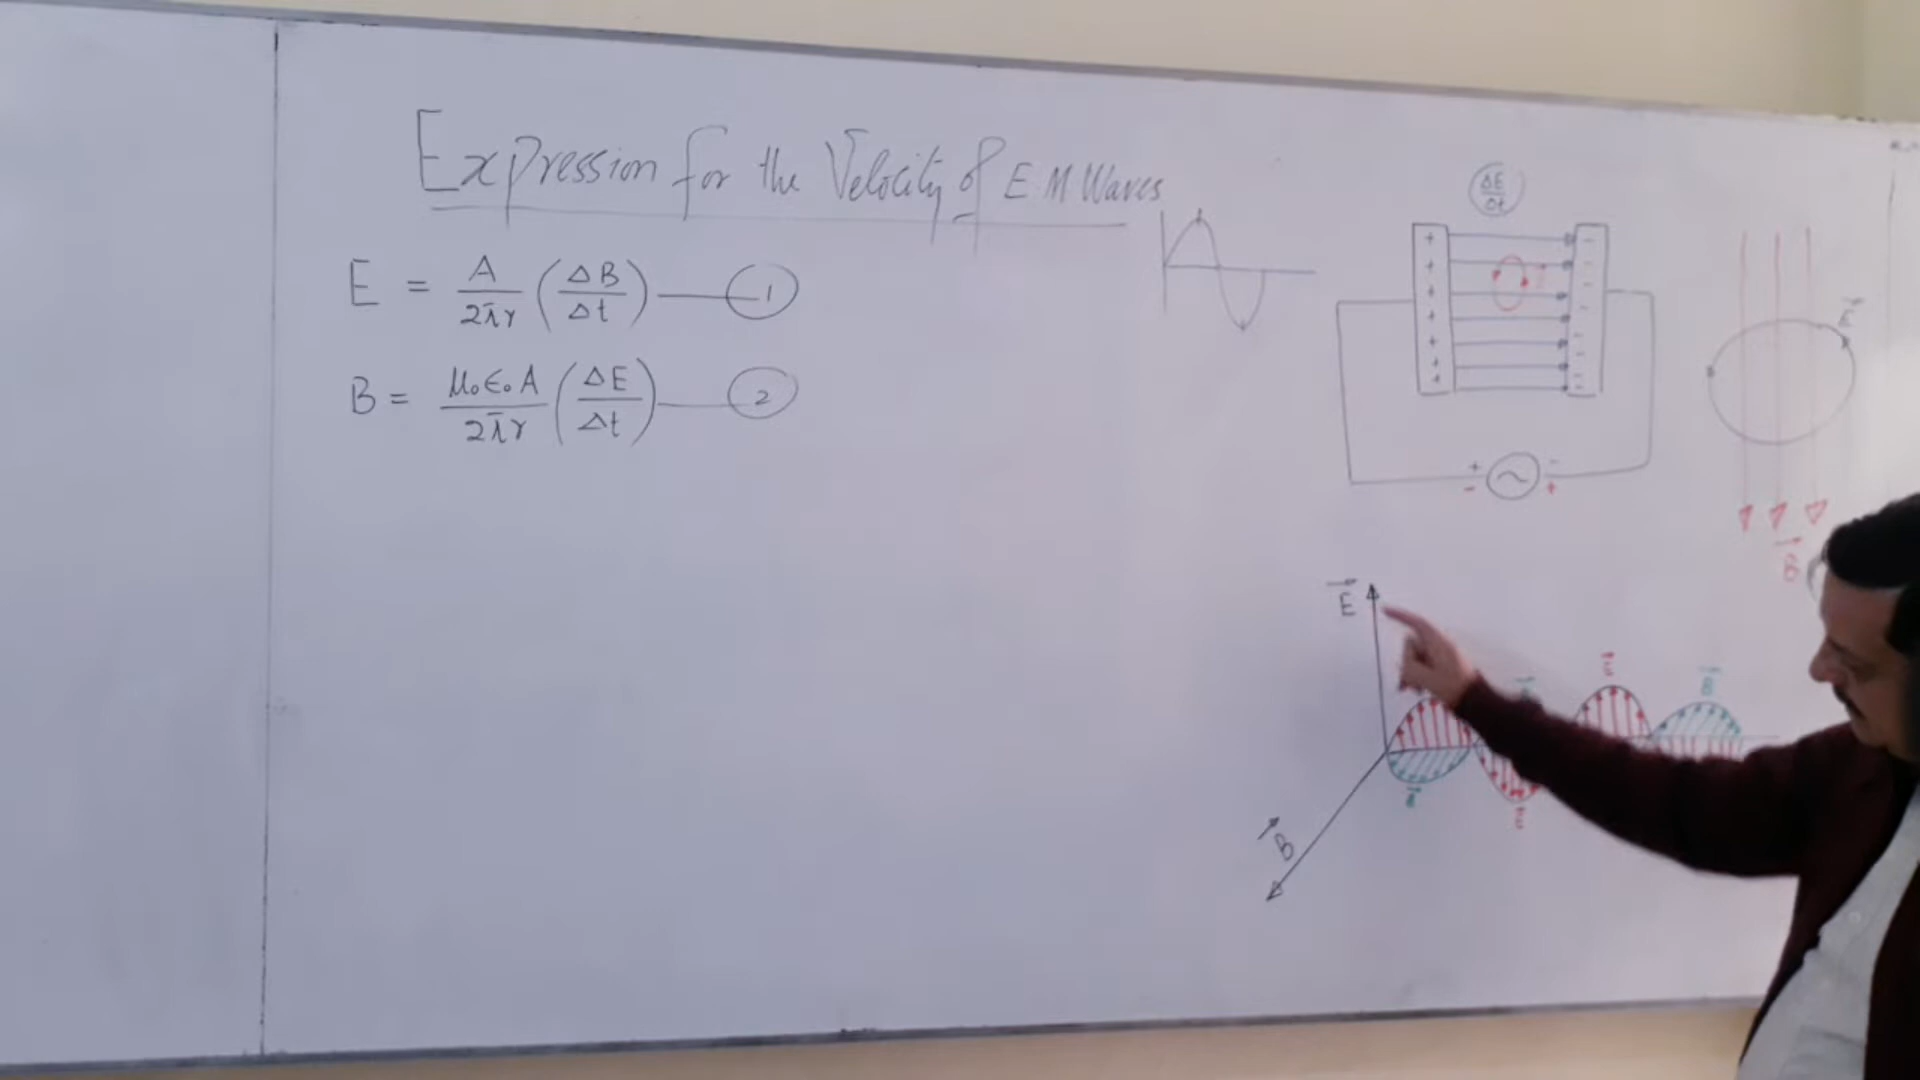 Expression for the Velocity of E M Waves
E = A/2πr (ΔB/Δt) — 1
B = μ₀ϵ₀A/2πr (ΔE/Δt) — 2
ΔE/Δt
+ -
+ -
+ -
+ -
+ -
+ -
+ -
+ ~ -
- +
E⃗
B⃗
E⃗
B⃗
B⃗